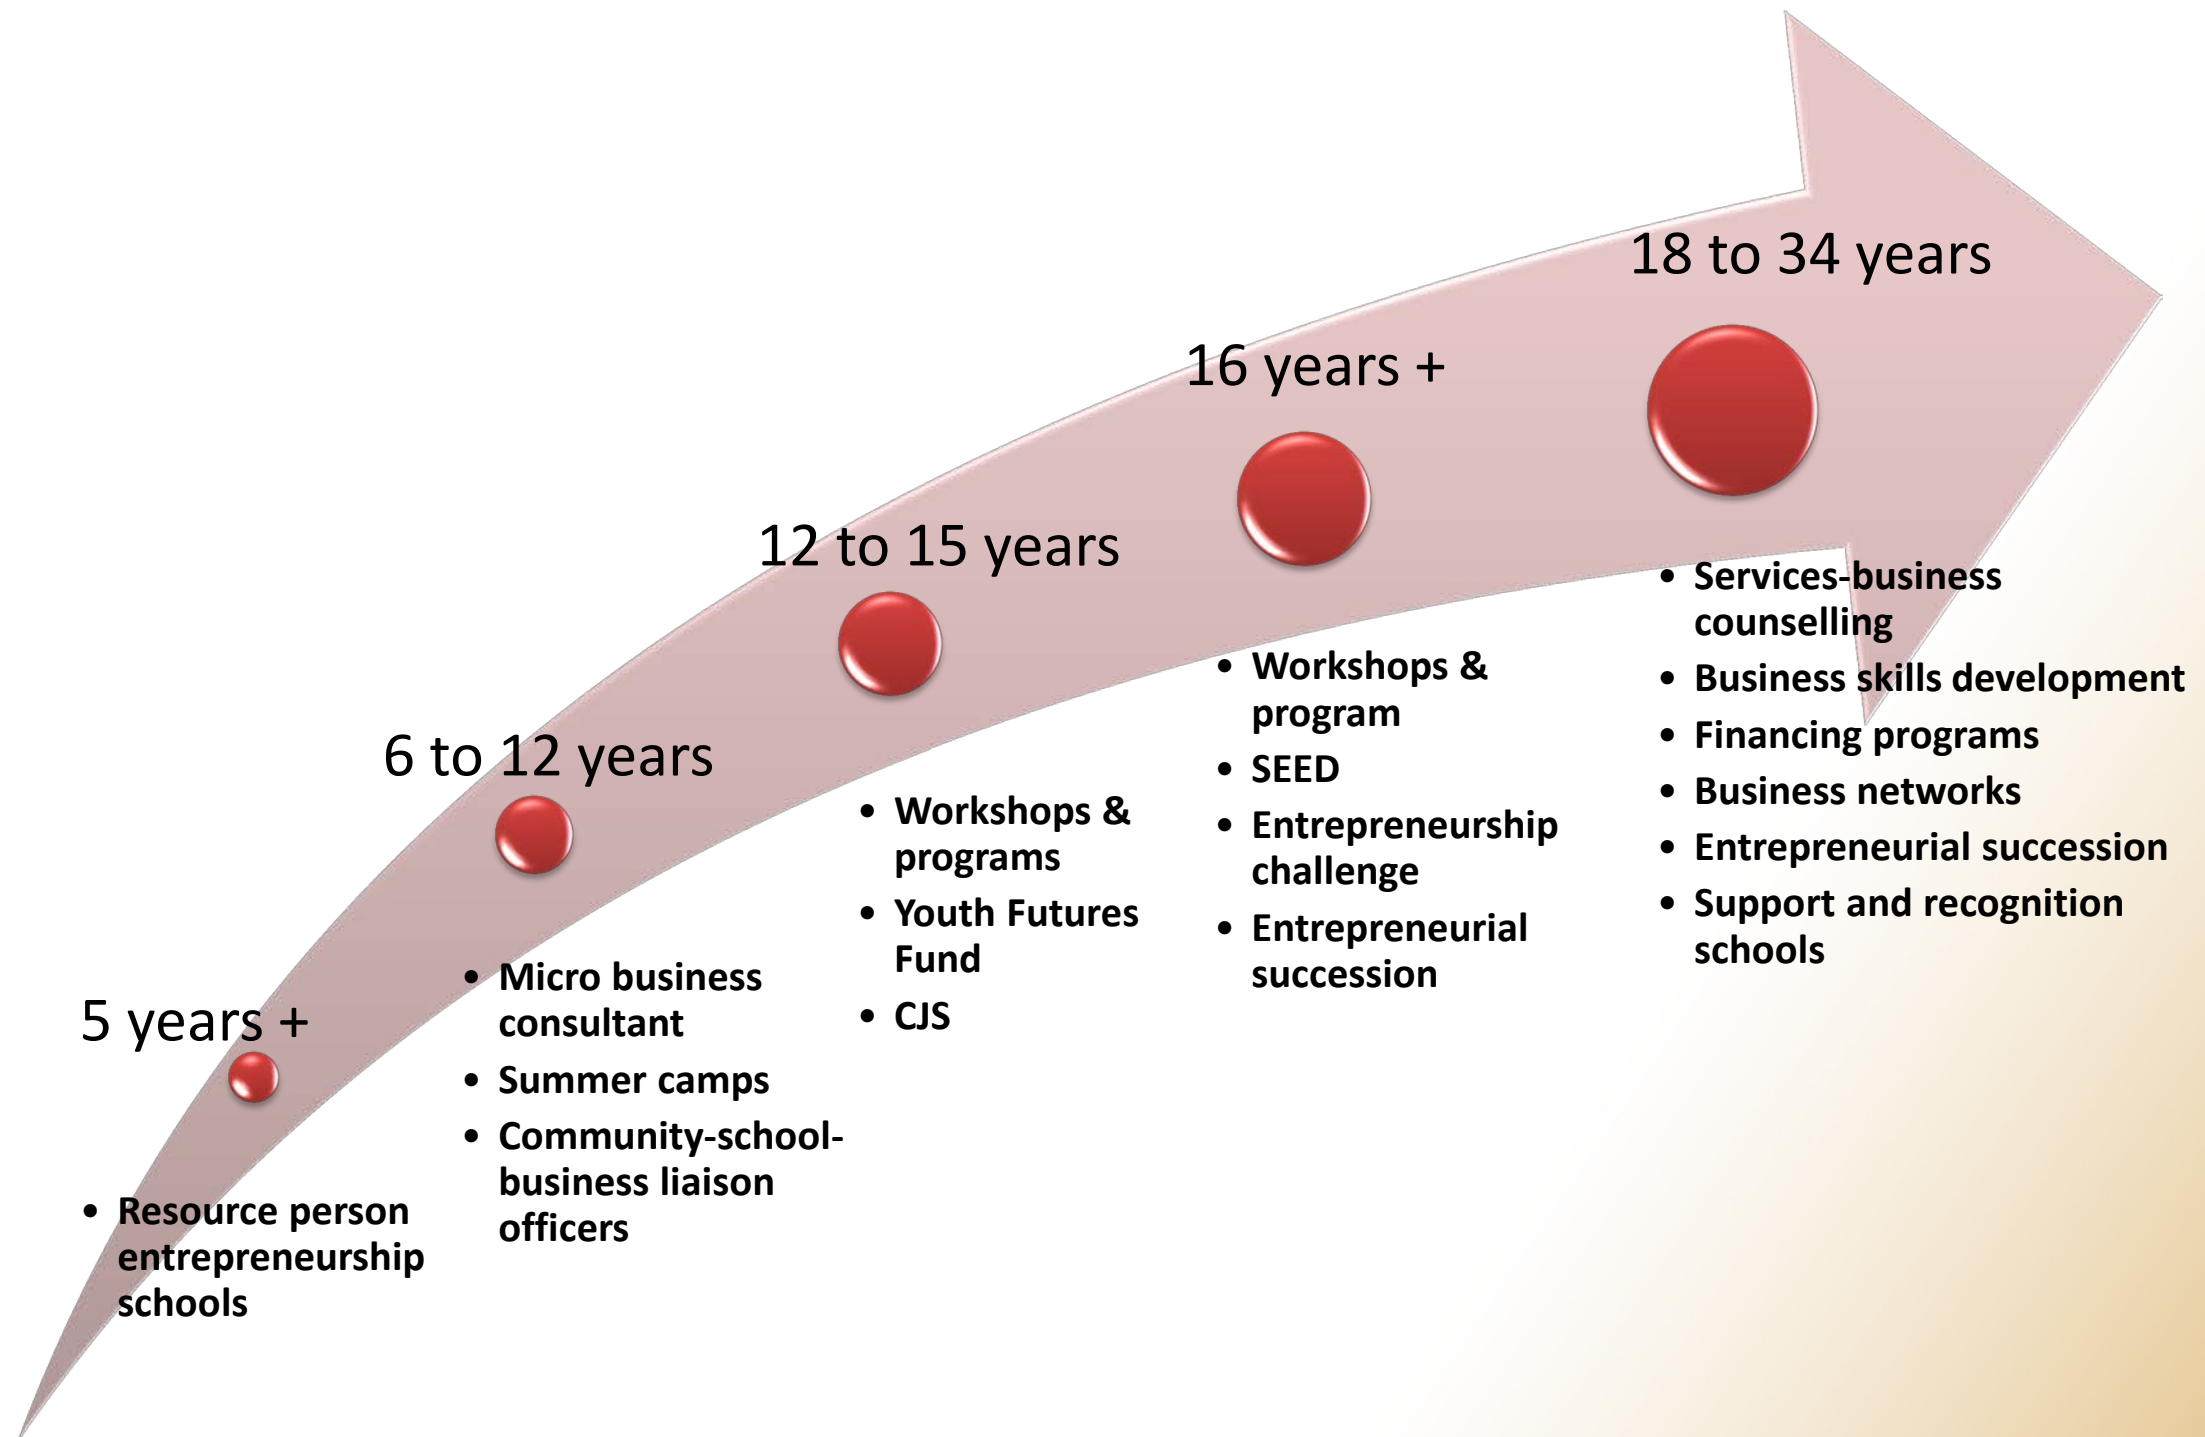 5 years +
• Resource person
entrepreneurship
schools
6 to 12 years
• Micro business
consultant
• Summer camps
• Community-school-
business liaison
officers
12 to 15 years
• Workshops &
programs
• Youth Futures
Fund
• CJS
16 years +
• Workshops &
program
• SEED
• Entrepreneurship
challenge
• Entrepreneurial
succession
18 to 34 years
• Services-business
counselling
• Business skills development
• Financing programs
• Business networks
• Entrepreneurial succession
• Support and recognition
schools